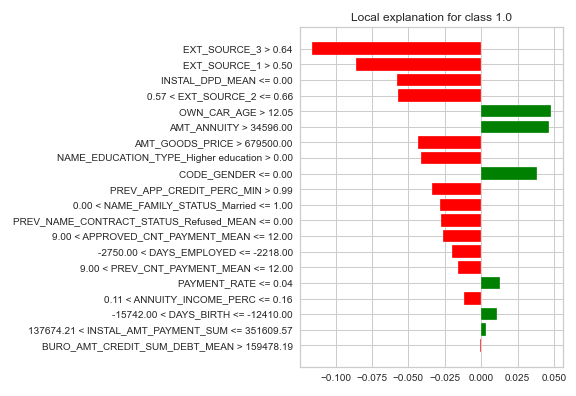 Local explanation for class 1.0
EXT_SOURCE_3 > 0.64
EXT_SOURCE_1 > 0.50
INSTAL_DPD_MEAN <= 0.00
0.57 < EXT_SOURCE_2 <= 0.66
OWN_CAR_AGE > 12.05
AMT_ANNUITY > 34596.00
AMT_GOODS_PRICE > 679500.00
NAME_EDUCATION_TYPE_Higher education > 0.00
CODE_GENDER <= 0.00
PREV_APP_CREDIT_PERC_MIN > 0.99
0.00 < NAME_FAMILY_STATUS_Married <= 1.00
PREV_NAME_CONTRACT_STATUS_Refused_MEAN <= 0.00
9.00 < APPROVED_CNT_PAYMENT_MEAN <= 12.00
-2750.00 < DAYS_EMPLOYED <= -2218.00
9.00 < PREV_CNT_PAYMENT_MEAN <= 12.00
PAYMENT_RATE <= 0.04
0.11 < ANNUITY_INCOME_PERC <= 0.16
-15742.00 < DAYS_BIRTH <= -12410.00
137674.21 < INSTAL_AMT_PAYMENT_SUM <= 351609.57
BURO_AMT_CREDIT_SUM_DEBT_MEAN > 159478.19
-0.100 -0.075 -0.050 -0.025 0.000 0.025 0.050